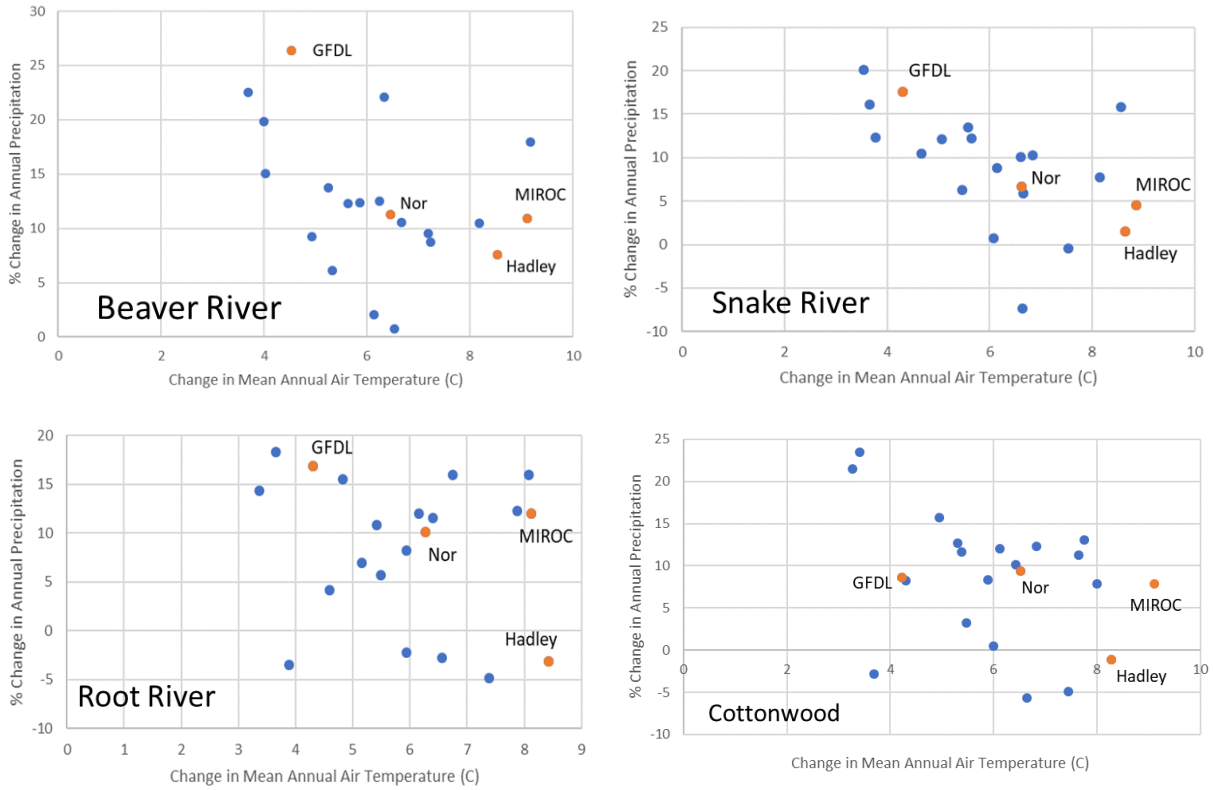 30
25
20
15
10
5
0
0
2
4
6
8
10
% Change in Annual Precipitation
Change in Mean Annual Air Temperature (C)
GFDL
Nor
MIROC
Hadley
Beaver River
25
20
15
10
5
0
-5
-10
0
2
4
6
8
10
% Change in Annual Precipitation
Change in Mean Annual Air Temperature (C)
GFDL
Nor
MIROC
Hadley
Snake River
20
15
10
5
0
-5
-10
0
1
2
3
4
5
6
7
8
9
% Change in Annual Precipitation
Change in Mean Annual Air Temperature (C)
GFDL
MIROC
Nor
Hadley
Root River
25
20
15
10
5
0
-5
-10
0
2
4
6
8
10
% Change in Annual Precipitation
Change in Mean Annual Air Temperature (C)
GFDL
Nor
MIROC
Hadley
Cottonwood